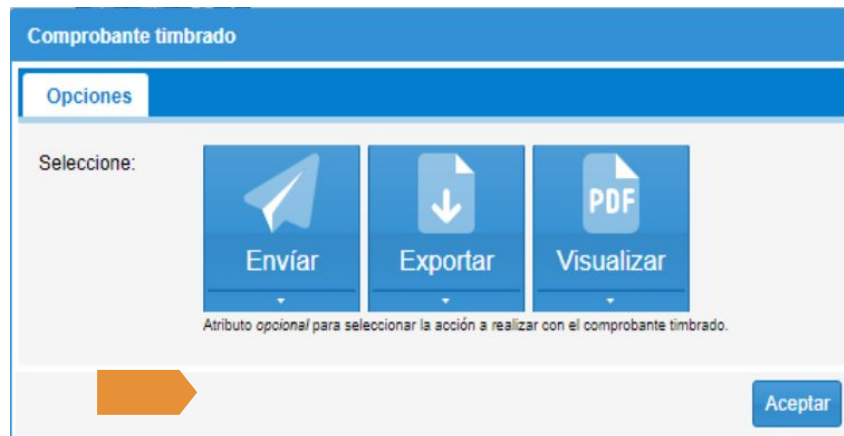 Comprobante timbrado
Opciones
Seleccione:
PDF
Envíar
Exportar
Visualizar
Atributo opcional para seleccionar la acción a realizar con el comprobante timbrado.
Aceptar